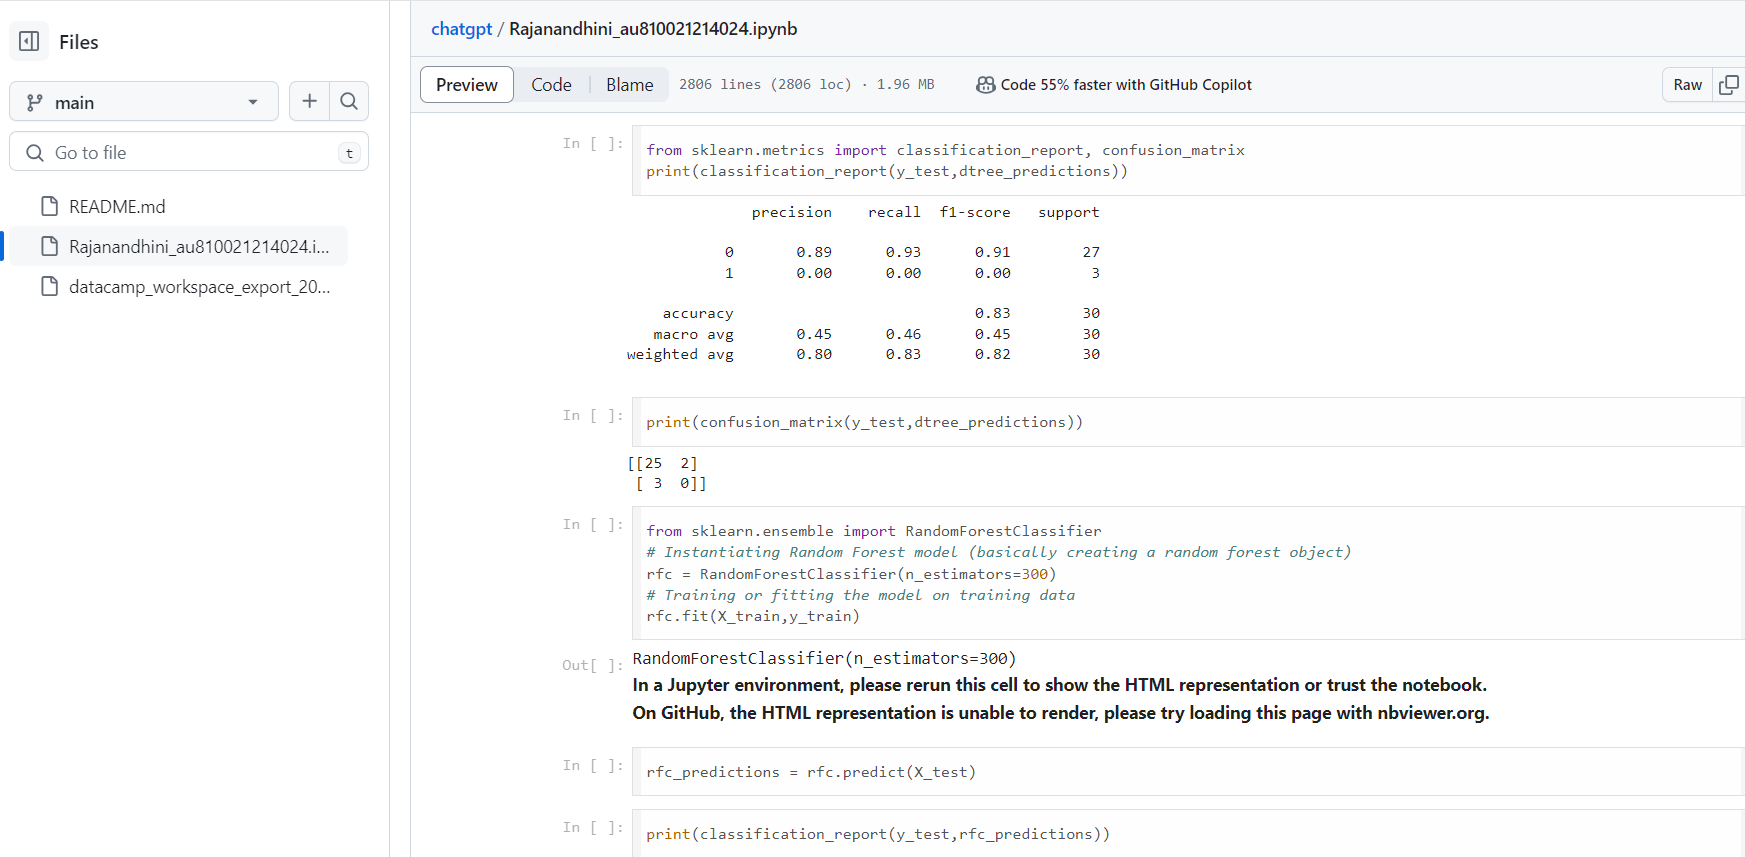 Files
main
Go to file
t
README.md
Rajanandhini_au810021214024.i...
datacamp_workspace_export_20...
chatgpt / Rajanandhini_au810021214024.ipynb
Preview Code Blame 2806 lines (2806 loc) · 1.96 MB Code 55% faster with GitHub Copilot Raw
In [ ]:
from sklearn.metrics import classification_report, confusion_matrix
print(classification_report(y_test,dtree_predictions))
precision recall f1-score support
0 0.89 0.93 0.91 27
1 0.00 0.00 0.00 3
accuracy 0.83 30
macro avg 0.45 0.46 0.45 30
weighted avg 0.80 0.83 0.82 30
In [ ]:
print(confusion_matrix(y_test,dtree_predictions))
[[25 2]
[ 3 0]]
In [ ]:
from sklearn.ensemble import RandomForestClassifier
# Instantiating Random Forest model (basically creating a random forest object)
rfc = RandomForestClassifier(n_estimators=300)
# Training or fitting the model on training data
rfc.fit(X_train,y_train)
Out[ ]:
RandomForestClassifier(n_estimators=300)
In a Jupyter environment, please rerun this cell to show the HTML representation or trust the notebook.
On GitHub, the HTML representation is unable to render, please try loading this page with nbviewer.org.
In [ ]:
rfc_predictions = rfc.predict(X_test)
In [ ]:
print(classification_report(y_test,rfc_predictions))